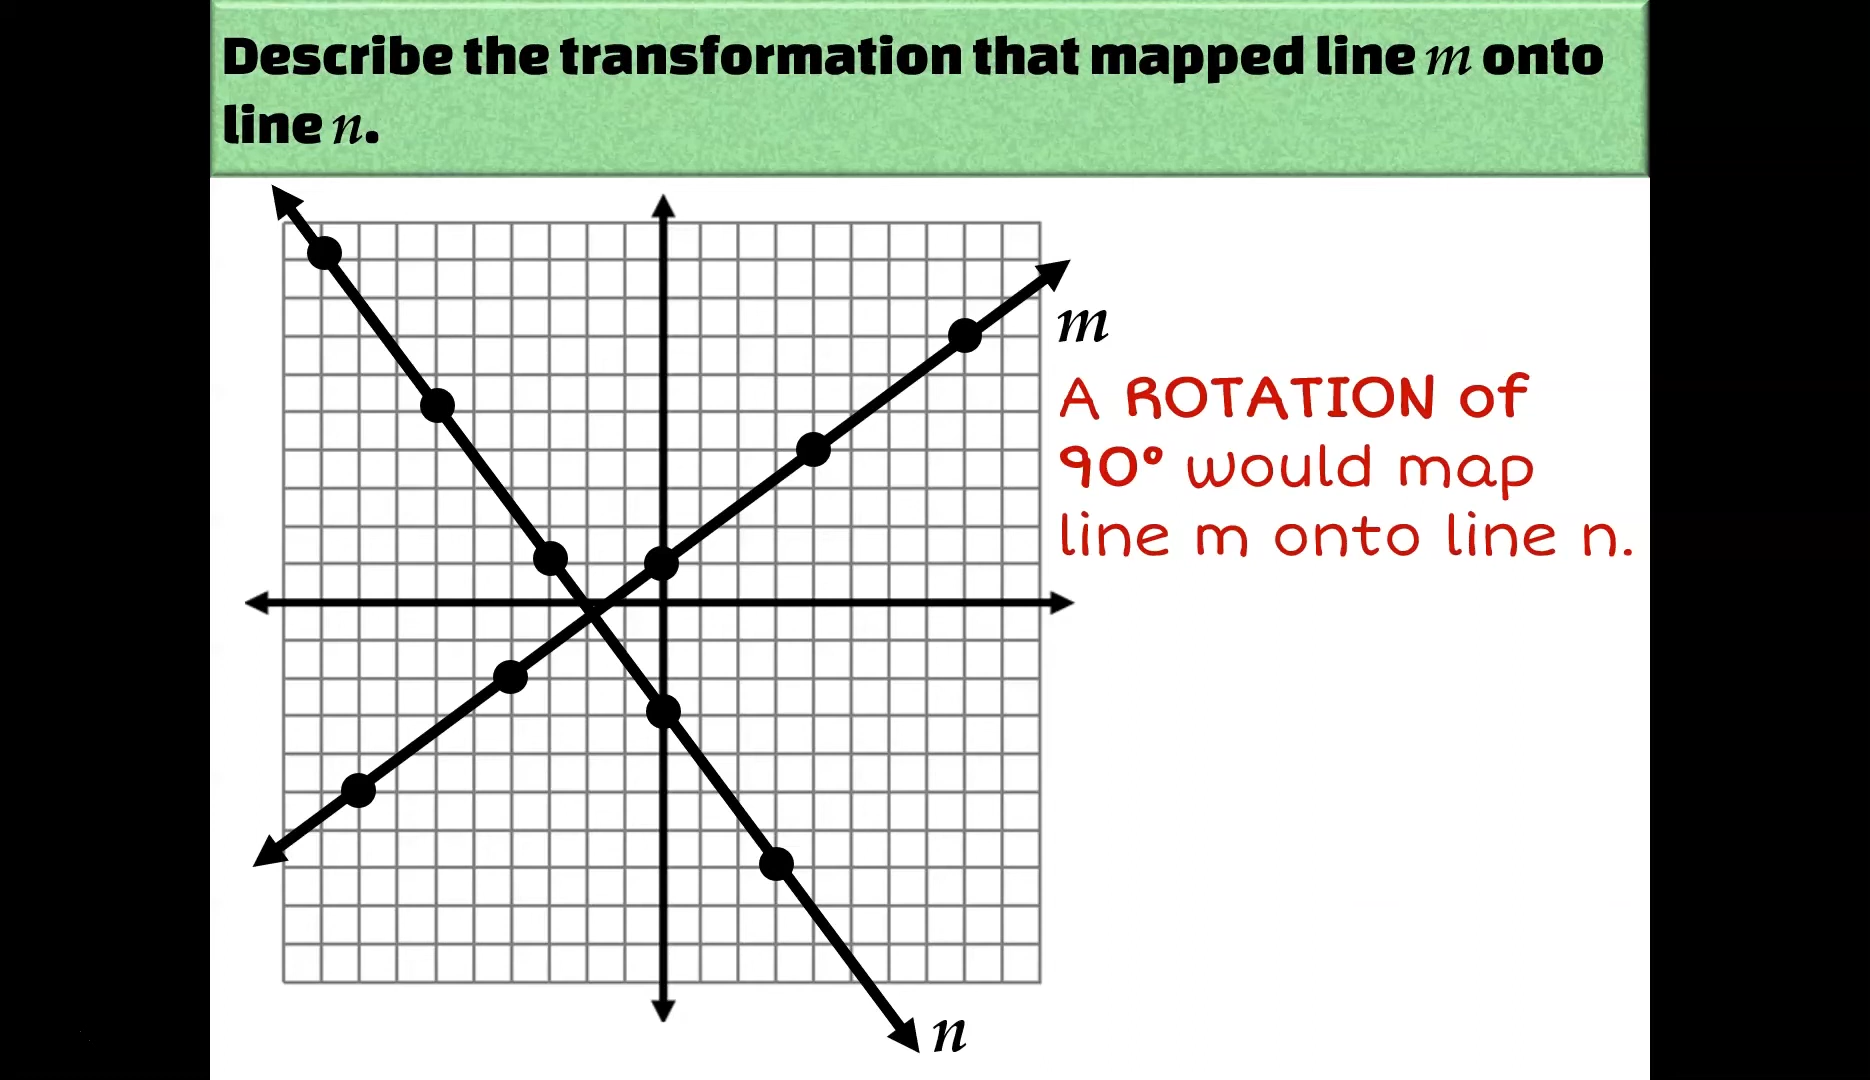 Describe the transformation that mapped line m onto
line n.
m
A ROTATION of
90° would map
line m onto line n.
n